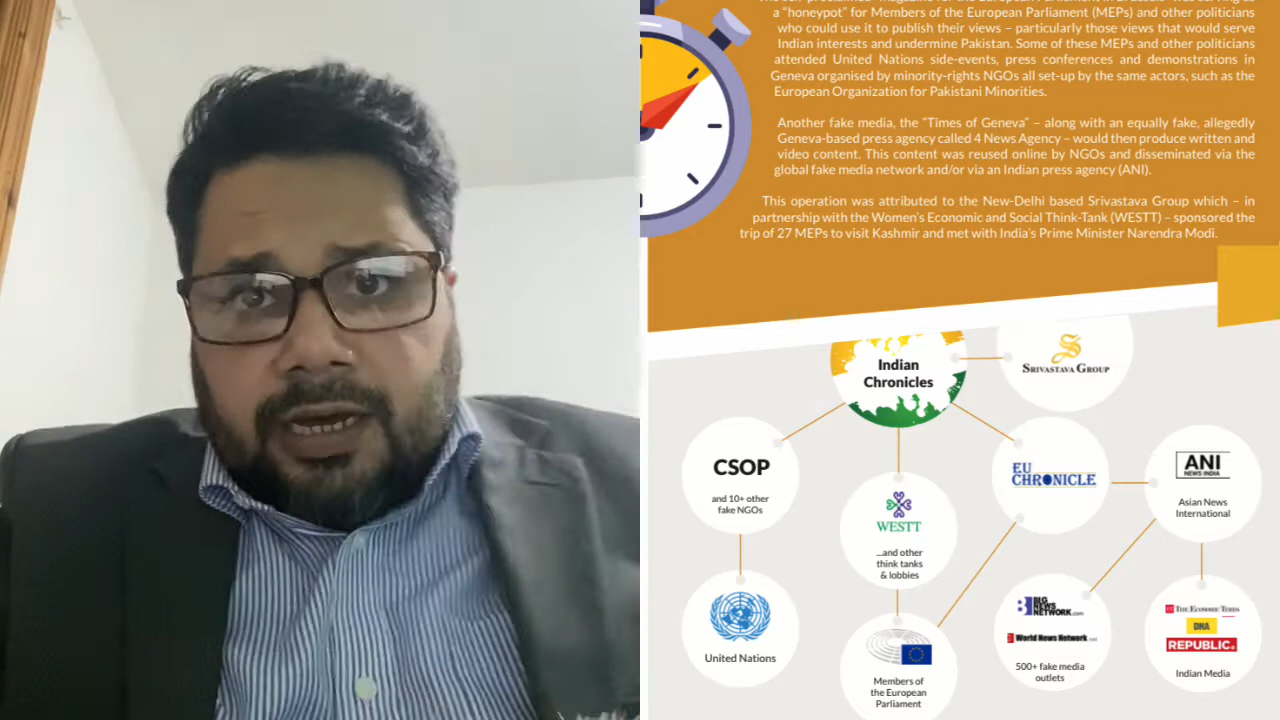 a "honeypot" for Members of the European Parliament (MEPs) and other politicians
who could use it to publish their views – particularly those views that would serve
Indian interests and undermine Pakistan. Some of these MEPs and other politicians
attended United Nations side-events, press conferences and demonstrations in
Geneva organised by minority-rights NGOs all set-up by the same actors, such as the
European Organization for Pakistani Minorities.
Another fake media, the "Times of Geneva" – along with an equally fake, allegedly
Geneva-based press agency called 4 News Agency – would then produce written and
video content. This content was reused online by NGOs and disseminated via the
global fake media network and/or via an Indian press agency (ANI).
This operation was attributed to the New-Delhi based Srivastava Group which – in
partnership with the Women's Economic and Social Think-Tank (WESTT) – sponsored the
trip of 27 MEPs to visit Kashmir and met with India's Prime Minister Narendra Modi.
Indian
Chronicles
S
SRIVASTAVA GROUP
CSOP
and 10+ other
fake NGOs
WESTT
...and other
think tanks
& lobbies
EU
CHRONICLE
ANI
NEWS INDIA
Asian News
International
United Nations
Members of
the European
Parliament
BIG
NEWS
NETWORK.com
World News Network
500+ fake media
outlets
THE ECONOMIC TIMES
DNA
REPUBLIC.
Indian Media